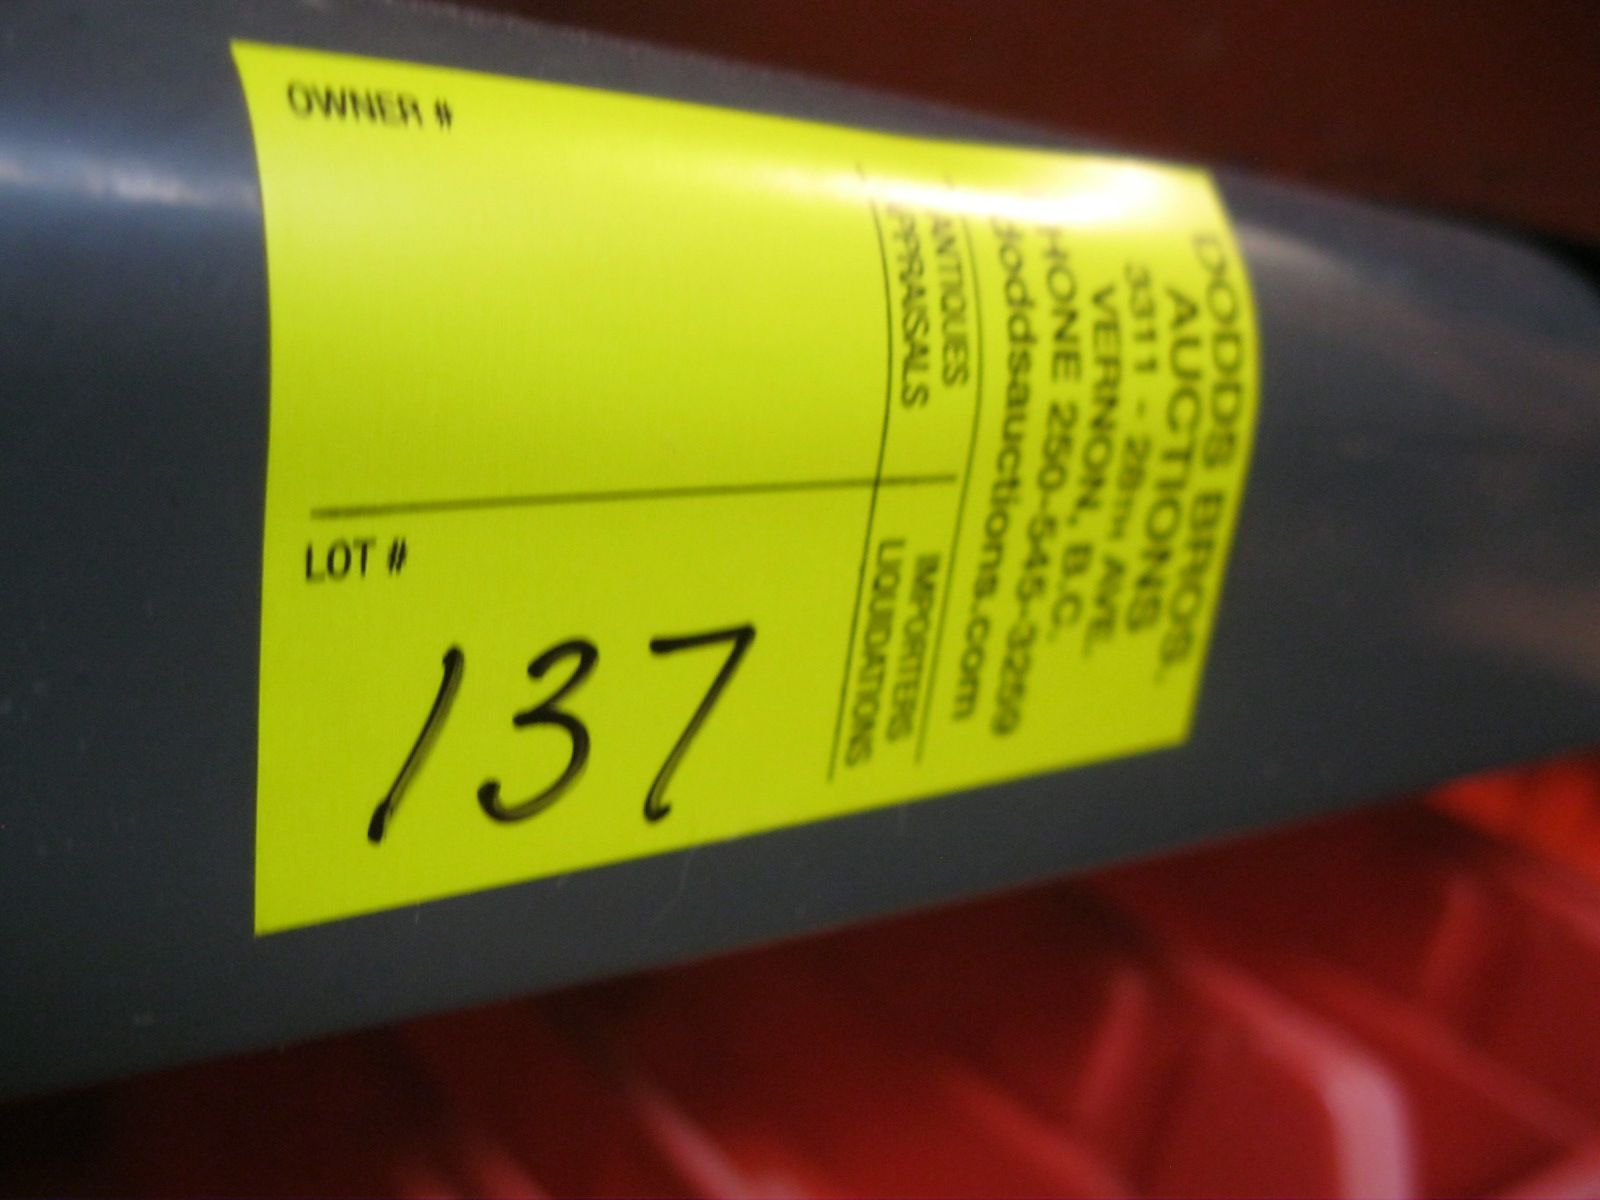 OWNER #
LOT #
137
DODDS BROS.
AUCTIONS
3311 - 28TH AVE.
VERNON, B.C.
PHONE 250-545-3259
doddsauctions.com
ANTIQUES
APPRAISALS
IMPORTERS
LIQUIDATIONS